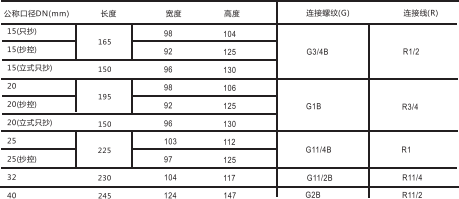 公称口径DN(mm) 长度 宽度 高度 连接螺纹(G) 连接线(R)
15(只抄) 165 98 104 G3/4B R1/2
15(抄控) 92 125
15(立式只抄) 150 96 130
20 195 98 106 G1B R3/4
20(抄控) 92 125
20(立式只抄) 150 96 130
25 225 103 112 G11/4B R1
25(抄控) 97 125
32 230 104 117 G11/2B R11/4
40 245 124 147 G2B R11/2